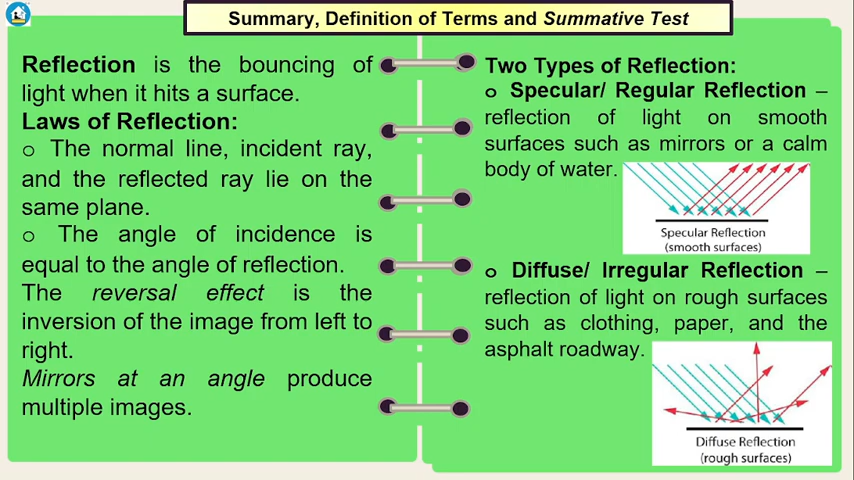 Summary, Definition of Terms and Summative Test
Reflection is the bouncing of
light when it hits a surface.
Laws of Reflection:
o The normal line, incident ray,
and the reflected ray lie on the
same plane.
o The angle of incidence is
equal to the angle of reflection.
The reversal effect is the
inversion of the image from left to
right.
Mirrors at an angle produce
multiple images.
Two Types of Reflection:
o Specular/ Regular Reflection –
reflection of light on smooth
surfaces such as mirrors or a calm
body of water.
Specular Reflection
(smooth surfaces)
o Diffuse/ Irregular Reflection –
reflection of light on rough surfaces
such as clothing, paper, and the
asphalt roadway.
Diffuse Reflection
(rough surfaces)